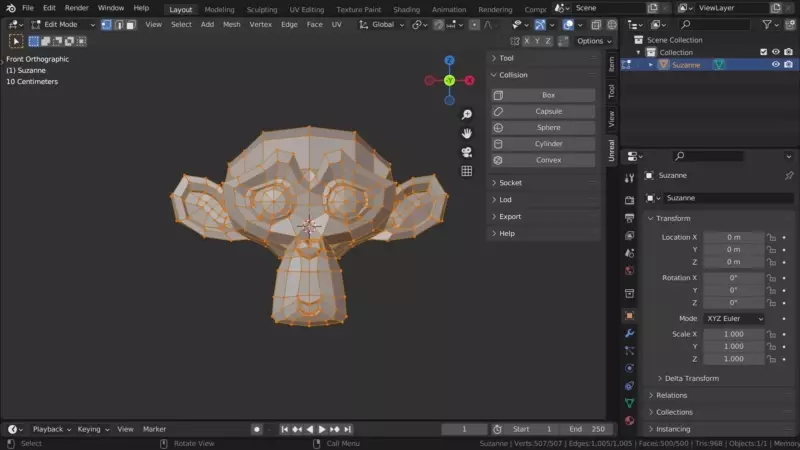 File Edit Render Window Help Layout Modeling Sculpting UV Editing Texture Paint Shading Animation Rendering Compo Scene ViewLayer
Edit Mode View Select Add Mesh Vertex Edge Face UV Global
X Y Z Options
Front Orthographic
(1) Suzanne
10 Centimeters
Z
-Y
X
Tool
Collision
Box
Capsule
Sphere
Cylinder
Convex
Socket
Lod
Export
Help
Item
Tool
View
Unreal
Scene Collection
Collection
Suzanne
Suzanne
Suzanne
Transform
Location X 0 m
Y 0 m
Z 0 m
Rotation X 0°
Y 0°
Z 0°
Mode XYZ Euler
Scale X 1.000
Y 1.000
Z 1.000
Delta Transform
Relations
Collections
Instancing
Playback Keying View Marker 1 Start 1 End 250
Select Rotate View Call Menu Suzanne | Verts:507/507 | Edges:1,005/1,005 | Faces:500/500 | Tris:968 | Objects:1/1 | Memory